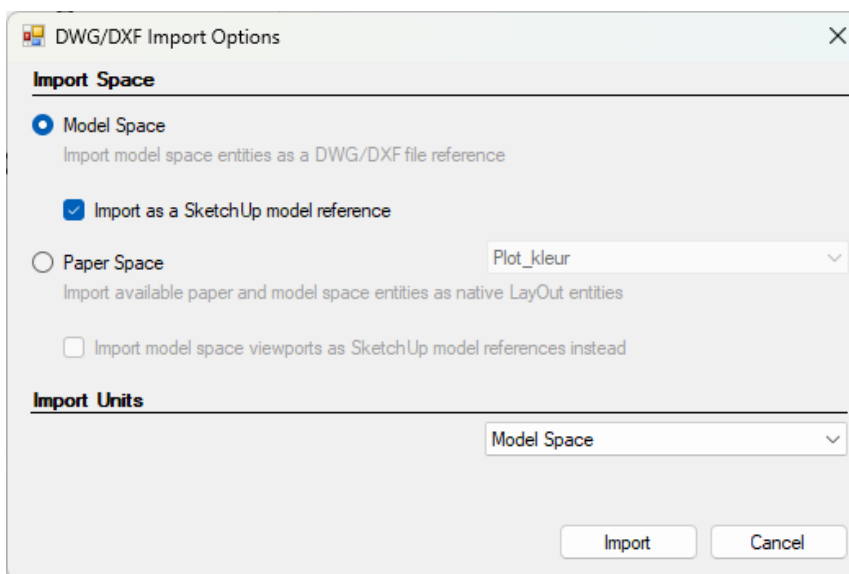 DWG/DXF Import Options
Import Space
Model Space
Import model space entities as a DWG/DXF file reference
Import as a SketchUp model reference
Paper Space
Plot_kleur
Import available paper and model space entities as native LayOut entities
Import model space viewports as SketchUp model references instead
Import Units
Model Space
Import
Cancel